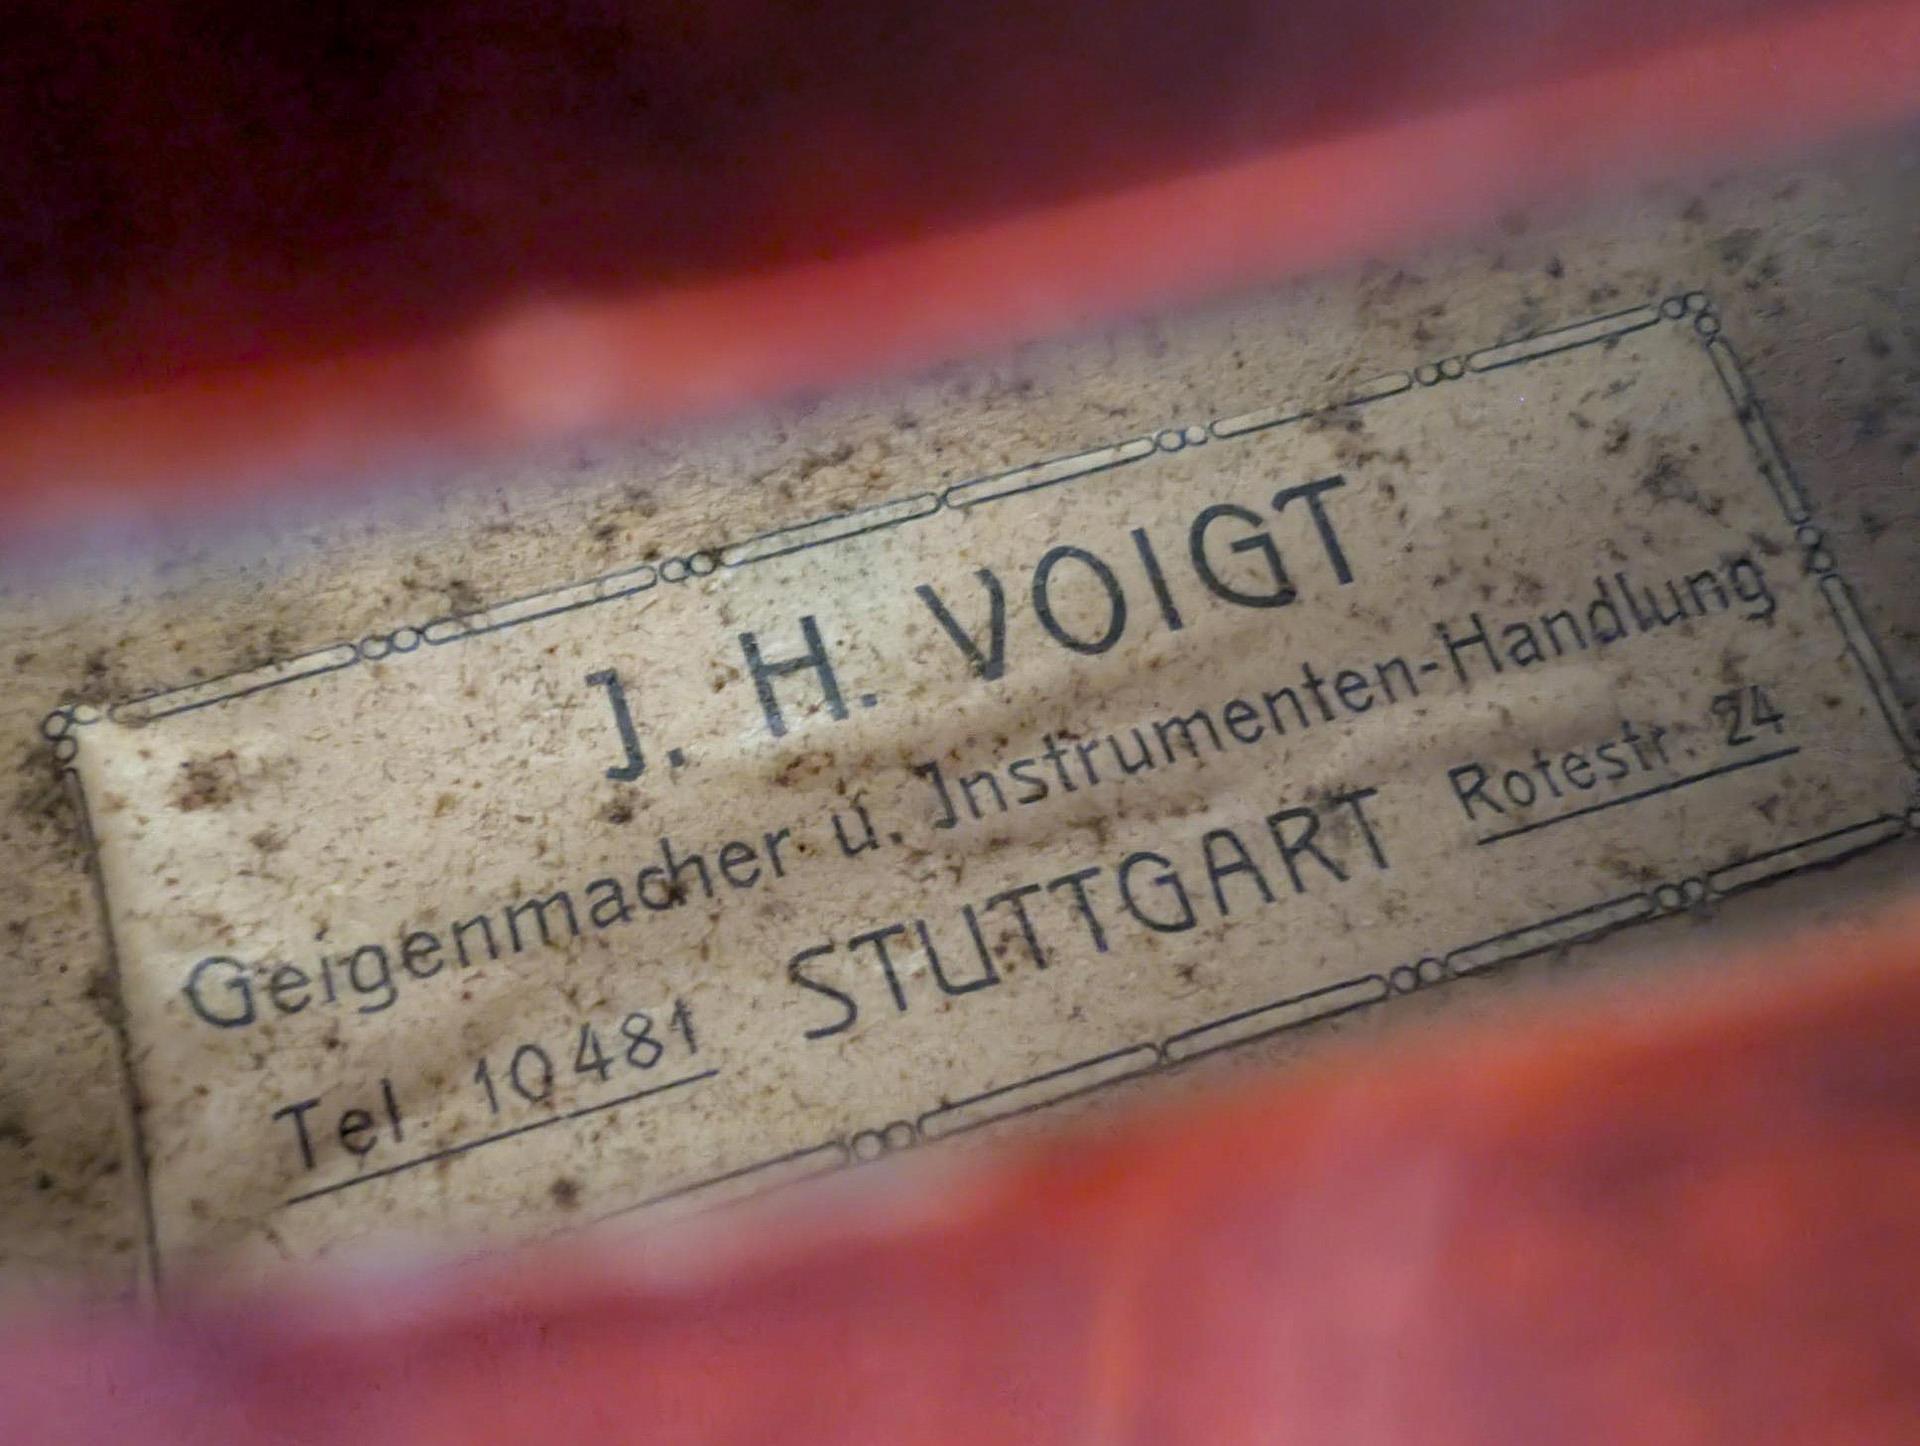 J. H. VOIGT
Geigenmacher u. Instrumenten-Handlung
Tel. 10481 STUTTGART Rotestr. 24